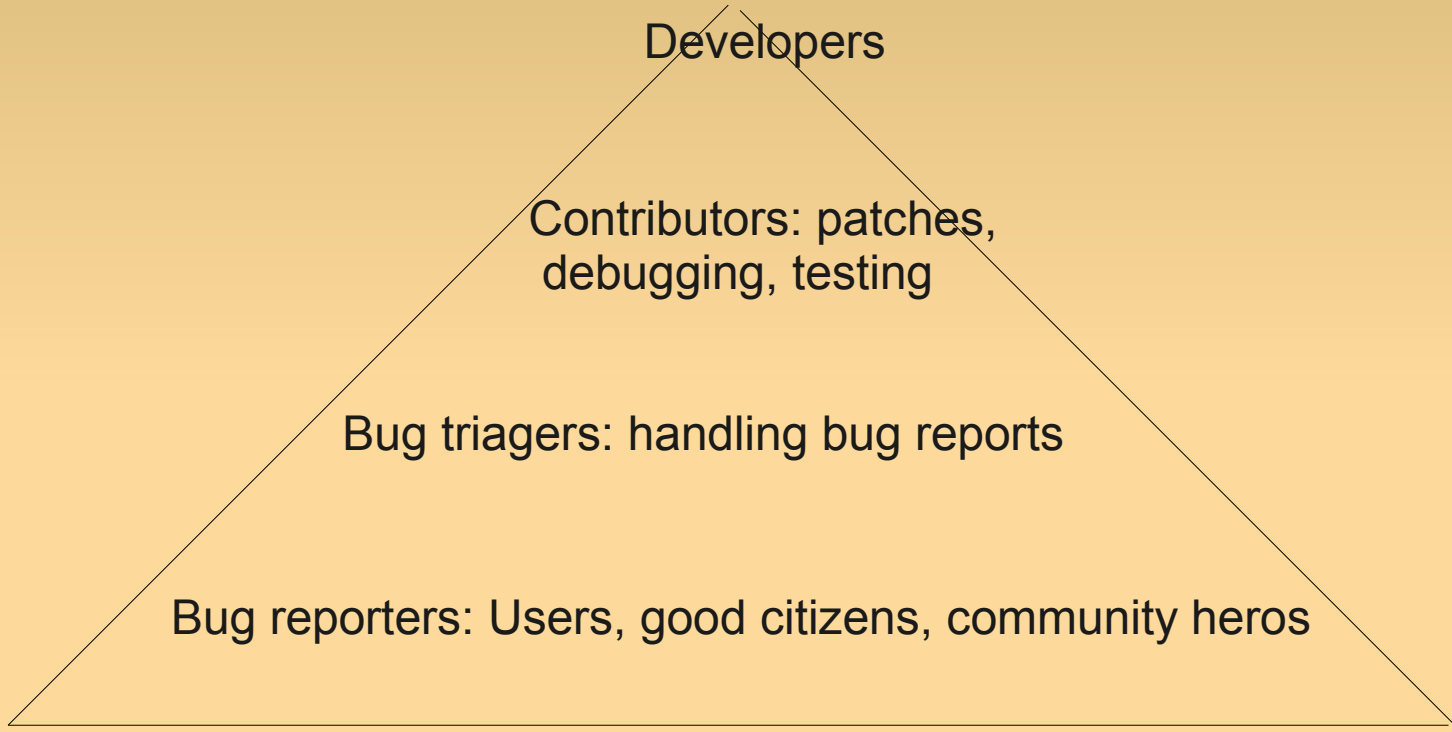 Developers
Contributors: patches,
debugging, testing
Bug triagers: handling bug reports
Bug reporters: Users, good citizens, community heros